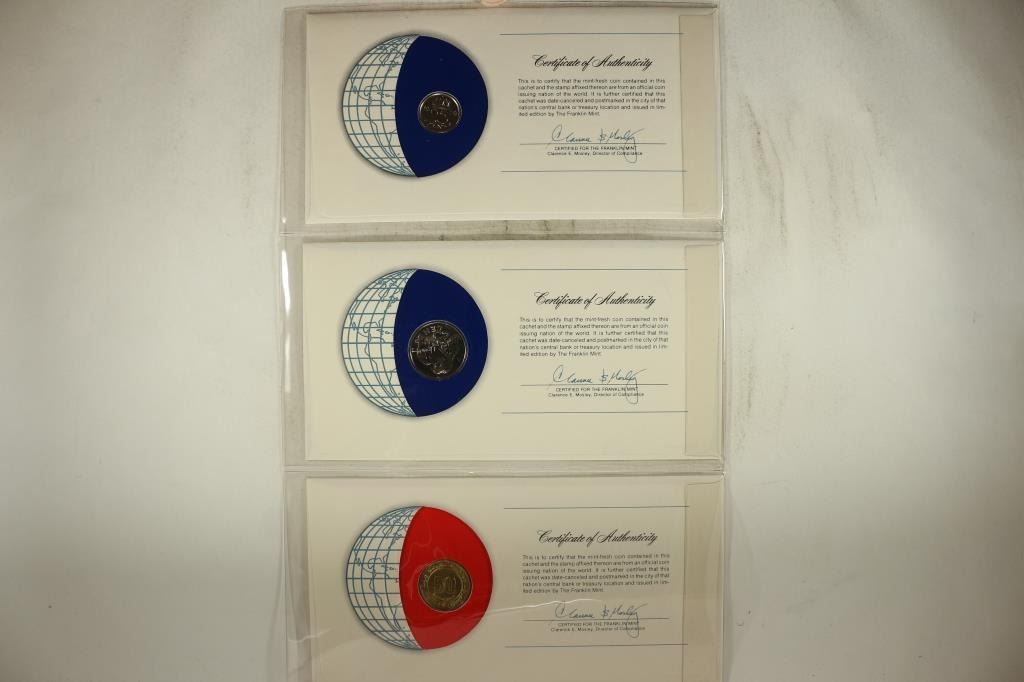 Certificate of Authenticity
This is to certify that the mint-fresh coin contained in this
cachet and the stamp affixed thereon are from an official coin
issuing nation of the world. It is further certified that this
cachet was date-cancelled and postmarked in the city of that
nation's central bank or treasury location and issued in lim-
ited edition by The Franklin Mint.
CERTIFIED FOR THE FRANKLIN MINT
Clarence E. Mosley, Director of Compliance
Certificate of Authenticity
This is to certify that the mint-fresh coin contained in this
cachet and the stamp affixed thereon are from an official coin
issuing nation of the world. It is further certified that this
cachet was date-cancelled and postmarked in the city of that
nation's central bank or treasury location and issued in lim-
ited edition by The Franklin Mint.
CERTIFIED FOR THE FRANKLIN MINT
Clarence E. Mosley, Director of Compliance
Certificate of Authenticity
This is to certify that the mint-fresh coin contained in this
cachet and the stamp affixed thereon are from an official coin
issuing nation of the world. It is further certified that this
cachet was date-cancelled and postmarked in the city of that
nation's central bank or treasury location and issued in lim-
ited edition by The Franklin Mint.
CERTIFIED FOR THE FRANKLIN MINT
Clarence E. Mosley, Director of Compliance